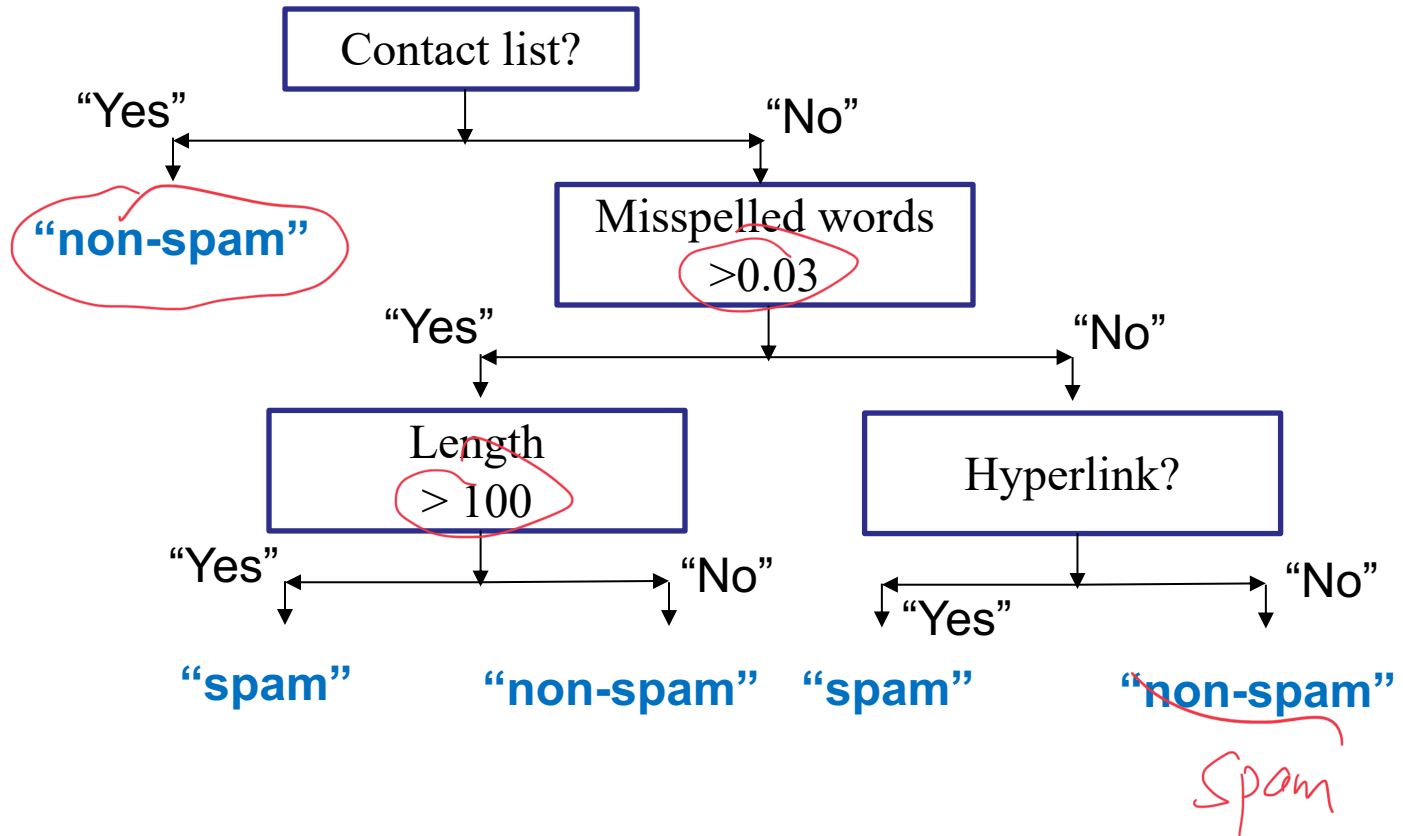 Contact list?
“Yes”
“No”
“non-spam”
Misspelled words
>0.03
“Yes”
“No”
Length
> 100
Hyperlink?
“Yes”
“No”
“Yes”
“No”
“spam”
“non-spam”
“spam”
“non-spam”
Spam